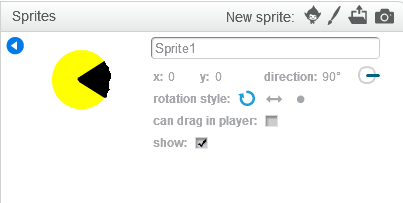 Sprites New sprite:
Sprite1
x: 0 y: 0 direction: 90°
rotation style:
can drag in player:
show: